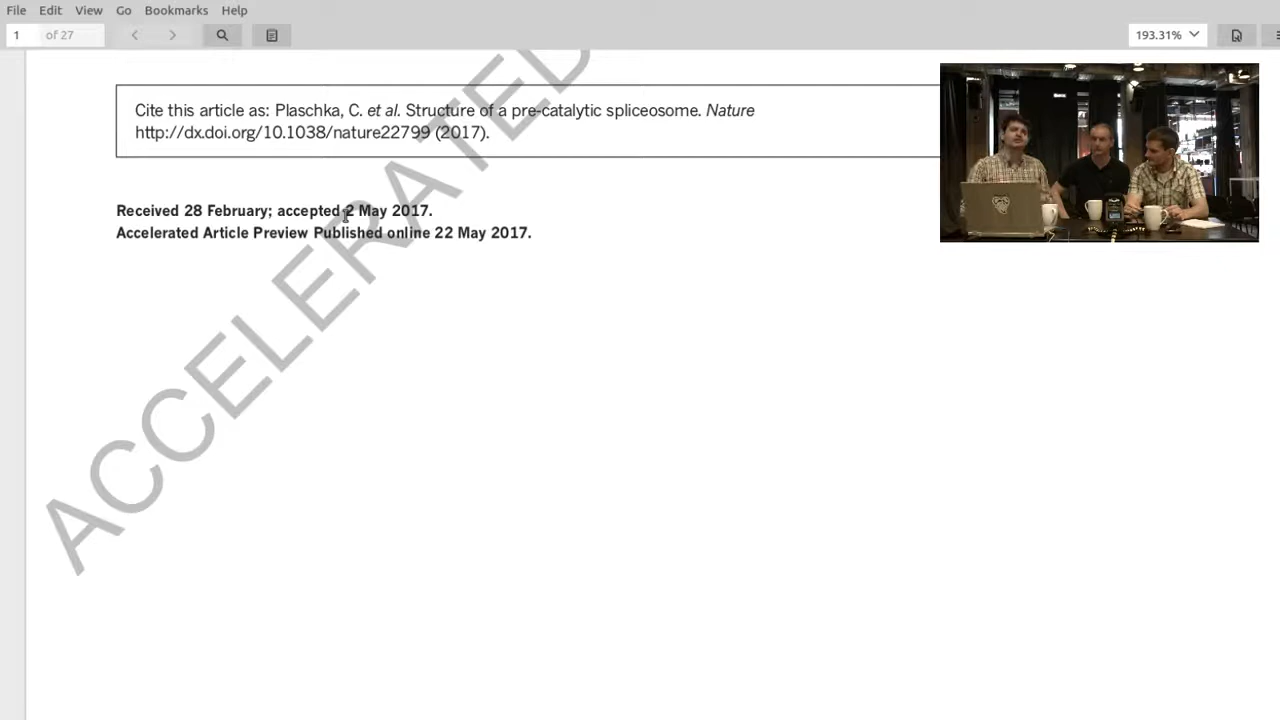 File Edit View Go Bookmarks Help
1 of 27
193.31%
Cite this article as: Plaschka, C. et al. Structure of a pre-catalytic spliceosome. Nature
http://dx.doi.org/10.1038/nature22799 (2017).
Received 28 February; accepted 2 May 2017.
Accelerated Article Preview Published online 22 May 2017.
ACCELERATED